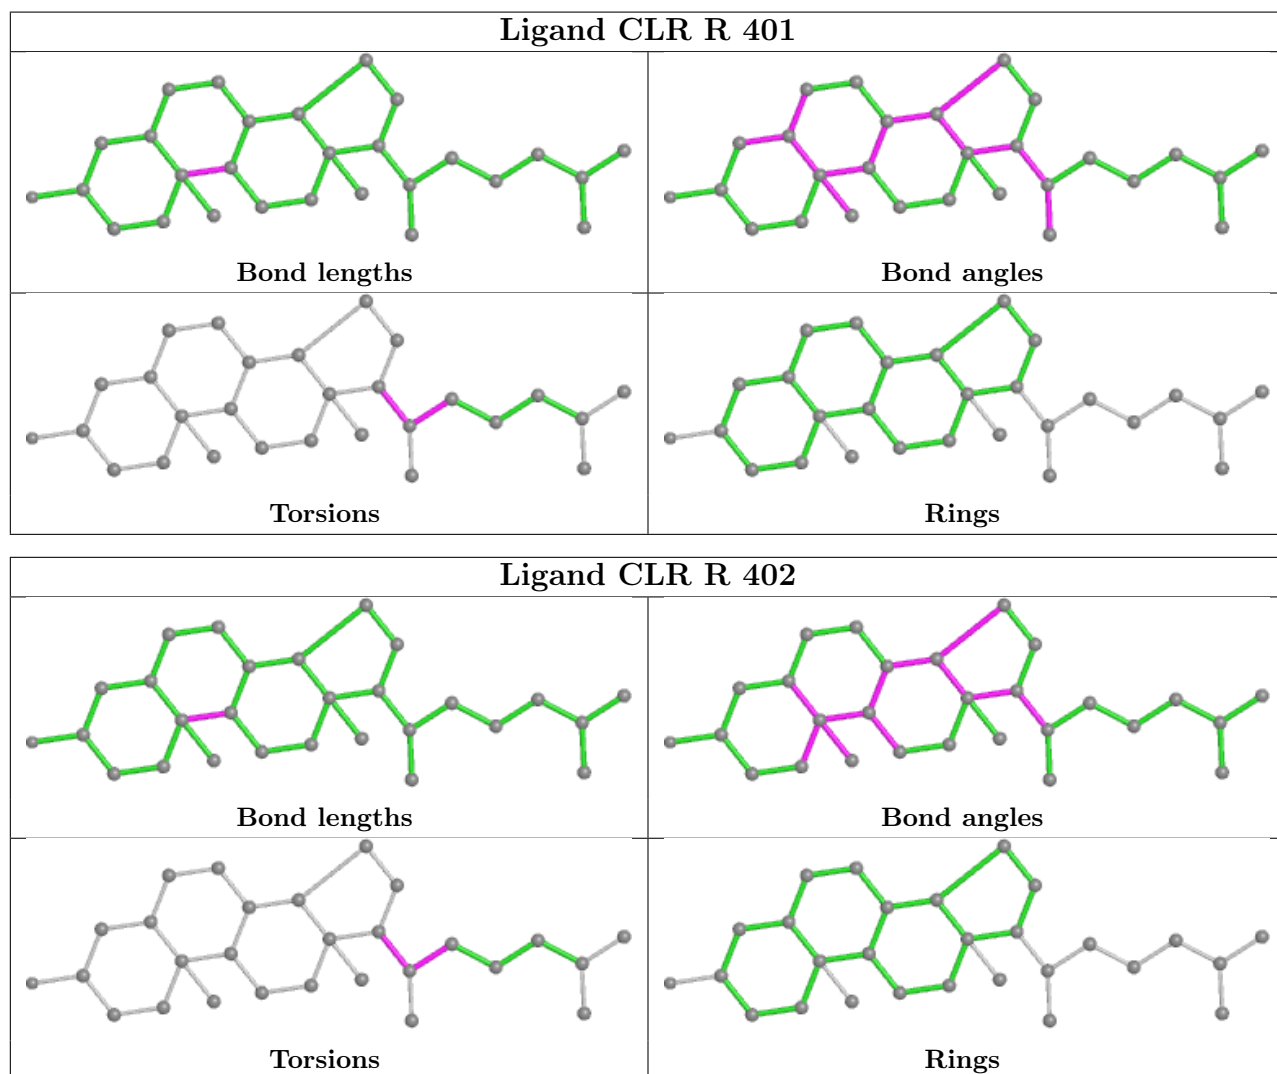 Ligand CLR R 401
Bond lengths
Bond angles
Torsions
Rings
Ligand CLR R 402
Bond lengths
Bond angles
Torsions
Rings